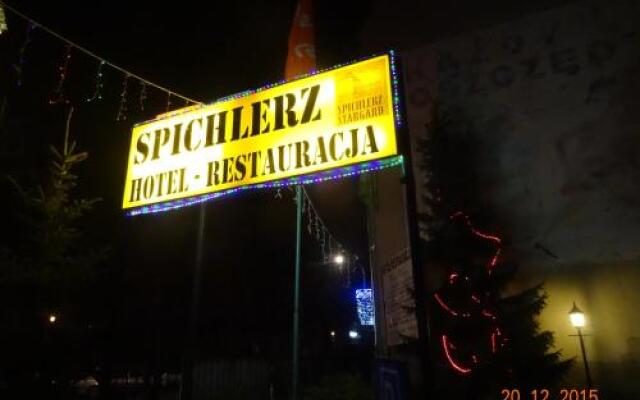 SPICHLERZ
HOTEL - RESTAURACJA
SPICHLERZ
STARGARD
20 12 2015